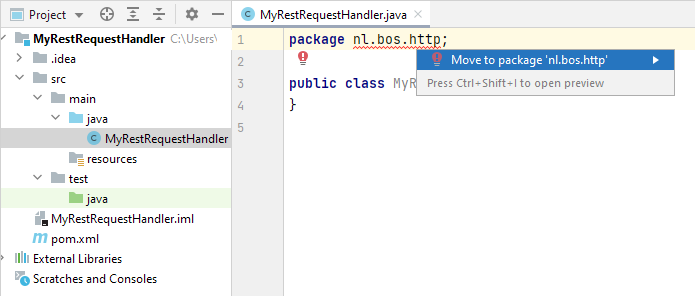 Project
MyRestRequestHandler.java
MyRestRequestHandler C:\Users\
.idea
src
main
java
MyRestRequestHandler
resources
test
java
MyRestRequestHandler.iml
pom.xml
External Libraries
Scratches and Consoles
1 package nl.bos.http;
2
3 public class MyR
4 }
5
Move to package 'nl.bos.http'
Press Ctrl+Shift+I to open preview